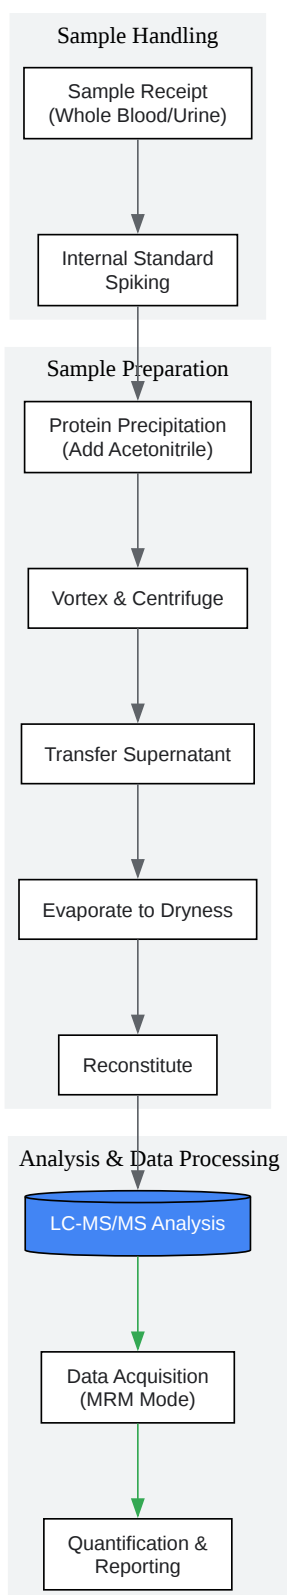 Sample Handling
Sample Receipt
(Whole Blood/Urine)
Internal Standard
Spiking
Sample Preparation
Protein Precipitation
(Add Acetonitrile)
Vortex & Centrifuge
Transfer Supernatant
Evaporate to Dryness
Reconstitute
Analysis & Data Processing
LC-MS/MS Analysis
Data Acquisition
(MRM Mode)
Quantification &
Reporting